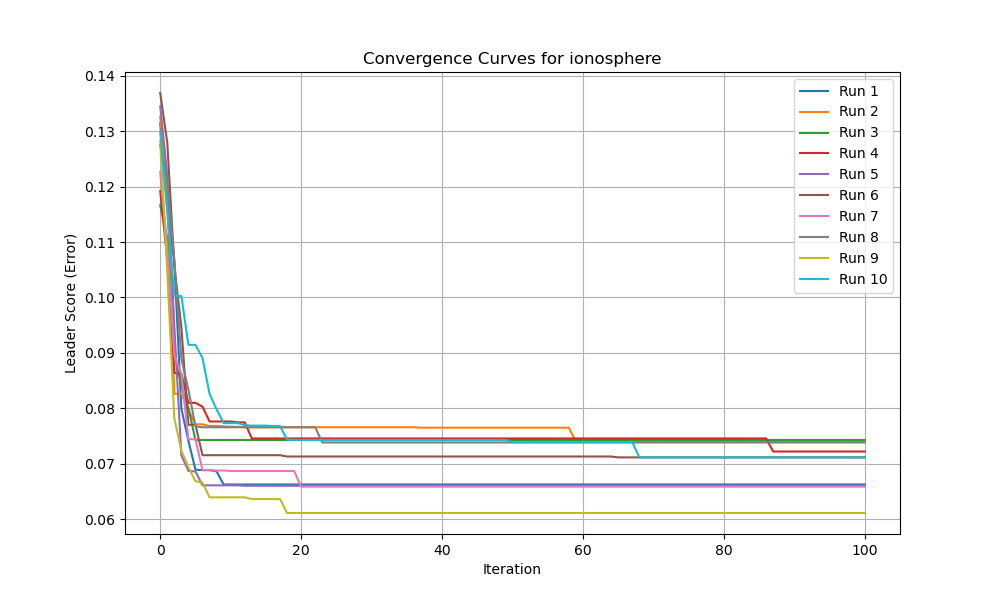 Convergence Curves for ionosphere
Leader Score (Error)
0.14
0.13
0.12
0.11
0.10
0.09
0.08
0.07
0.06
0 20 40 60 80 100
Iteration
Run 1
Run 2
Run 3
Run 4
Run 5
Run 6
Run 7
Run 8
Run 9
Run 10